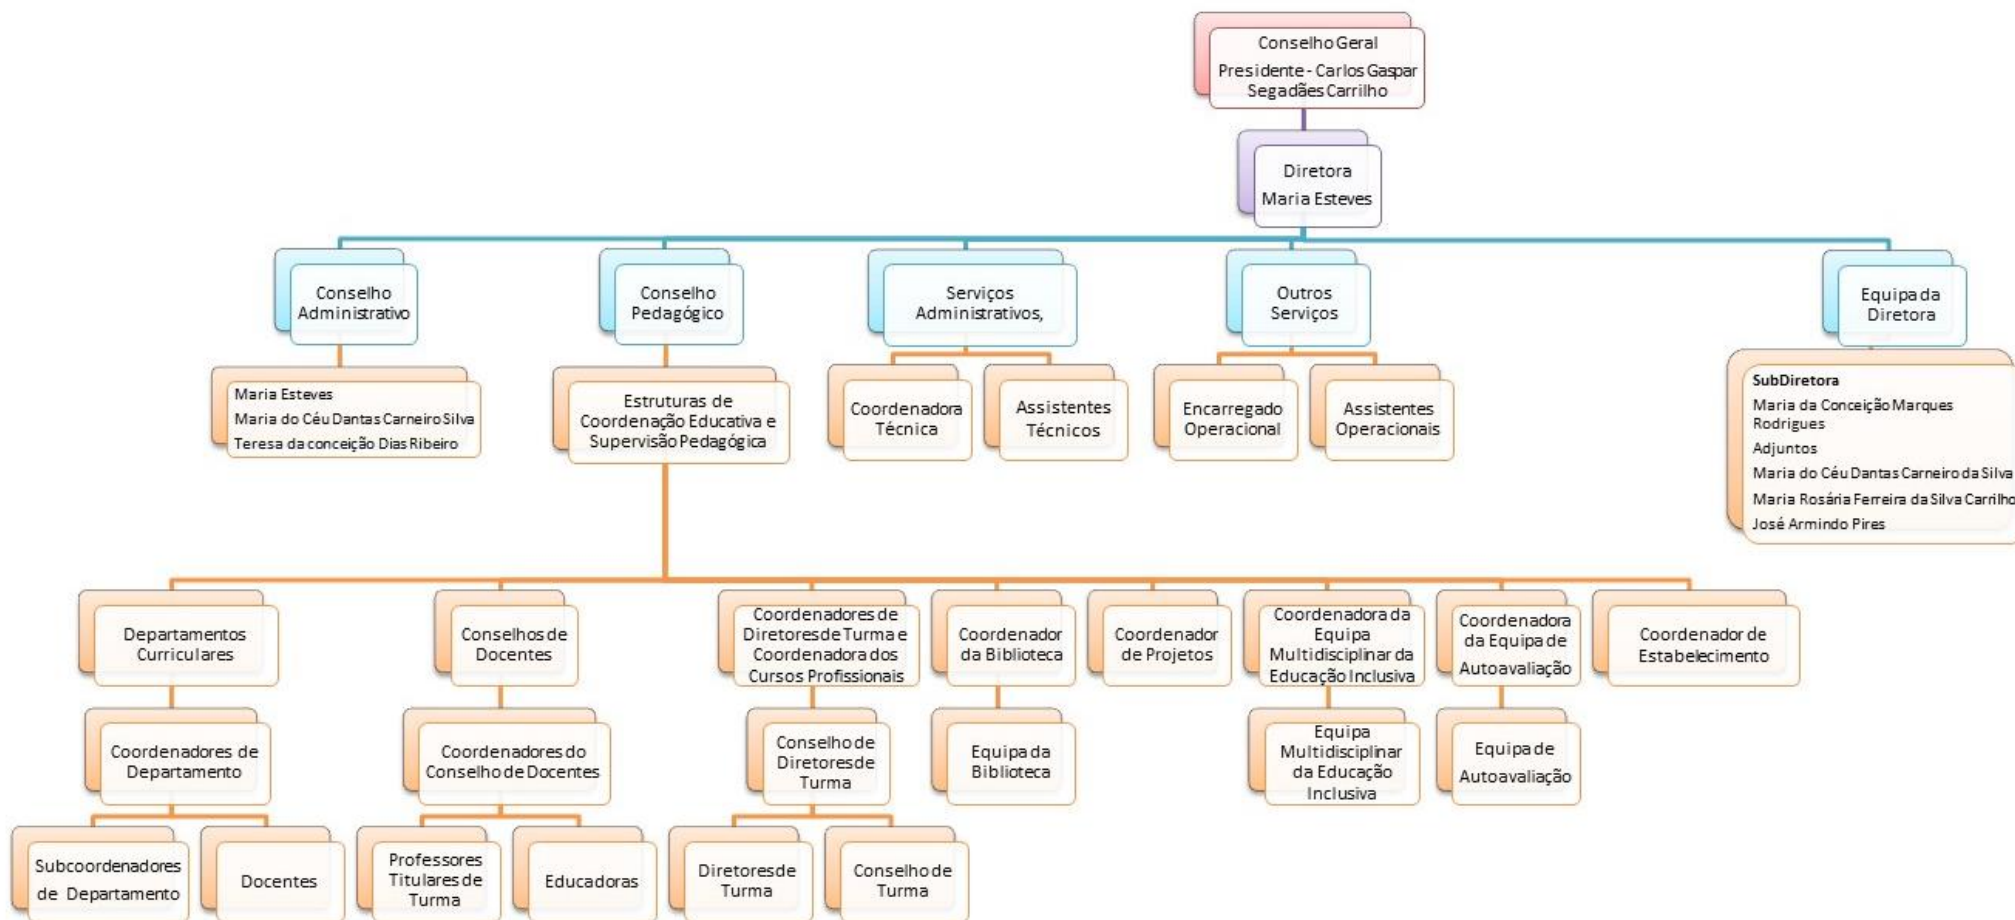 Conselho Geral
Presidente - Carlos Gaspar
Segadães Carrilho
Diretora
Maria Esteves
Conselho
Administrativo
Conselho
Pedagógico
Serviços
Administrativos,
Outros
Serviços
Equipa da
Diretora
Maria Esteves
Maria do Céu Dantas Carneiro Silva
Teresa da conceição Dias Ribeiro
Estruturas de
Coordenação Educativa e
Supervisão Pedagógica
Coordenadora
Técnica
Assistentes
Técnicos
Encarregado
Operacional
Assistentes
Operacionais
SubDiretora
Maria da Conceição Marques
Rodrigues
Adjuntos
Maria do Céu Dantas Carneiro da Silva
Maria Rosária Ferreira da Silva Carrilho
José Armindo Pires
Departamentos
Curriculares
Conselhos de
Docentes
Coordenadores de
Diretores de Turma e
Coordenadora dos
Cursos Profissionais
Coordenador
da Biblioteca
Coordenador
de Projetos
Coordenadora da
Equipa
Multidisciplinar da
Educação Inclusiva
Coordenadora
da Equipa de
Autoavaliação
Coordenador de
Estabelecimento
Coordenadores de
Departamento
Coordenadores do
Conselho de Docentes
Conselho de
Diretores de
Turma
Equipa da
Biblioteca
Equipa
Multidisciplinar
da Educação
Inclusiva
Equipa de
Autoavaliação
Subcoordenadores
de Departamento
Docentes
Professores
Titulares de
Turma
Educadoras
Diretores de
Turma
Conselho de
Turma